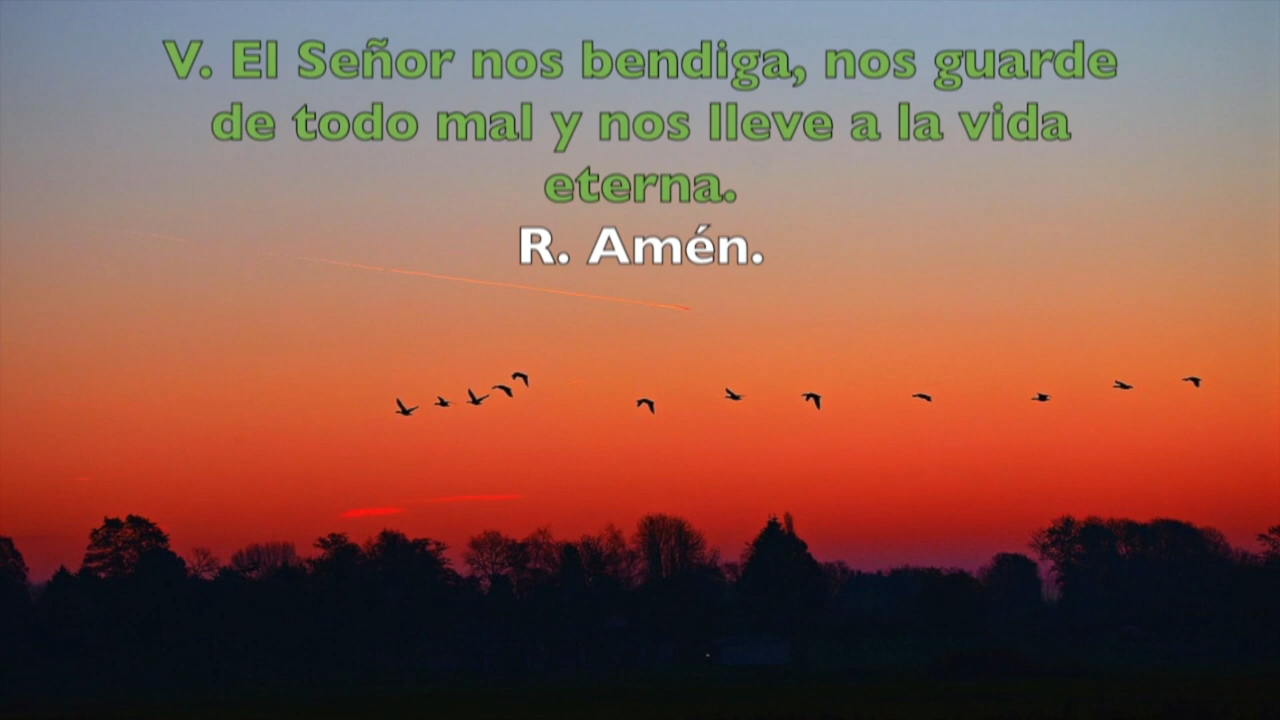 V. El Señor nos bendiga, nos guarde
de todo mal y nos lleve a la vida
eterna.
R. Amén.